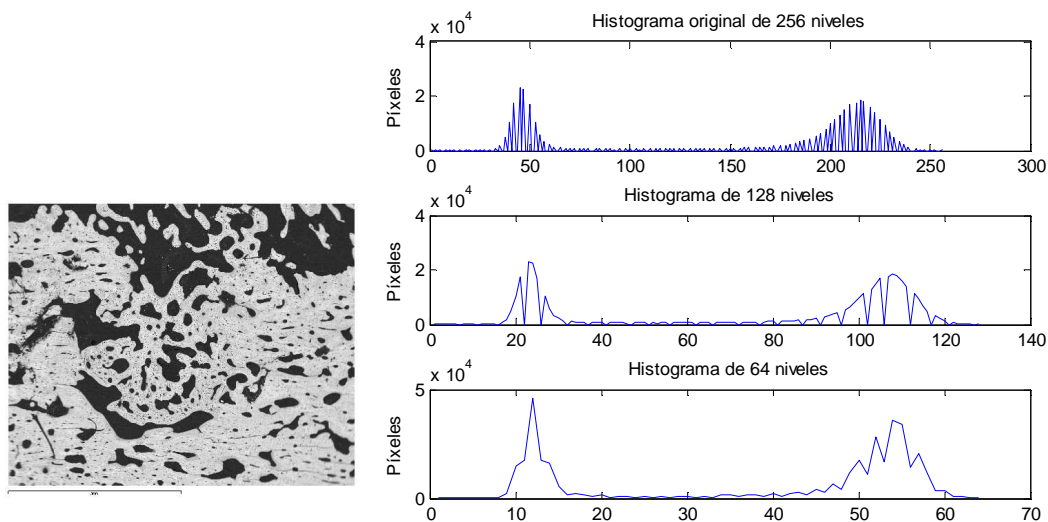 Histograma original de 256 niveles
x 10^4
4
2
0
Píxeles
0 50 100 150 200 250 300
Histograma de 128 niveles
x 10^4
4
2
0
Píxeles
0 20 40 60 80 100 120 140
Histograma de 64 niveles
x 10^4
5
0
Píxeles
0 10 20 30 40 50 60 70